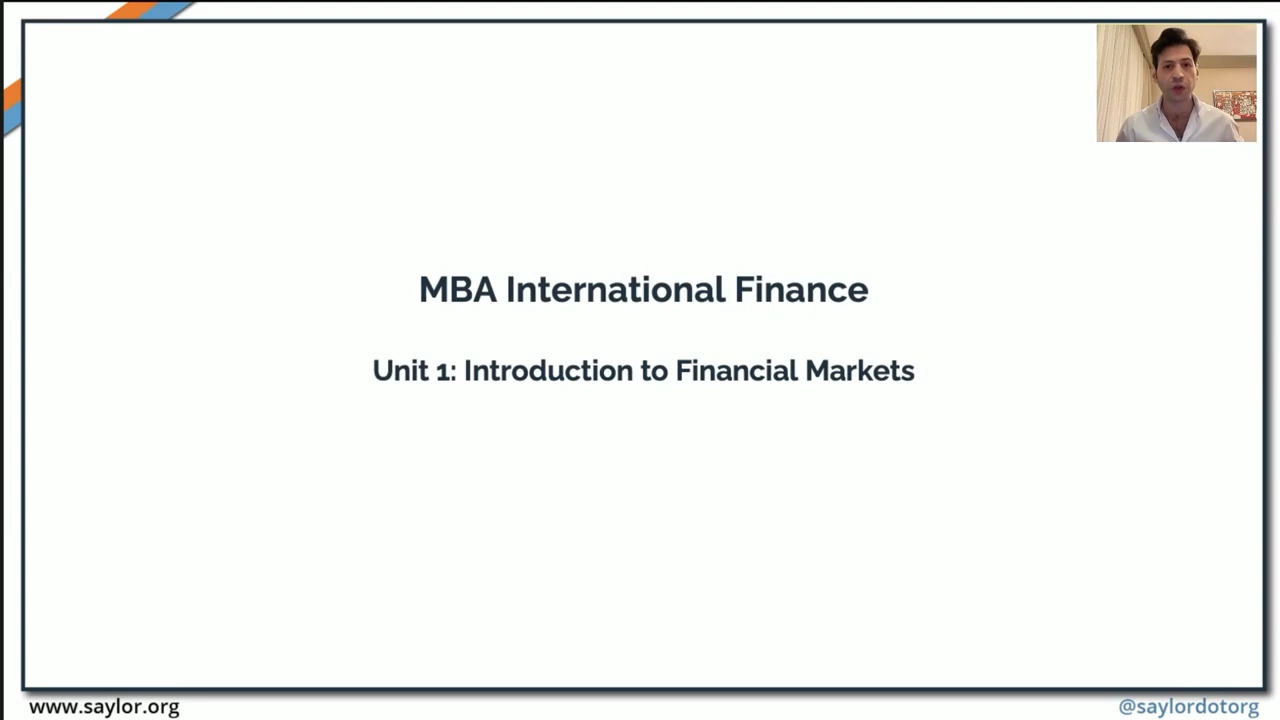 MBA International Finance
Unit 1: Introduction to Financial Markets
www.saylor.org
@saylordotorg